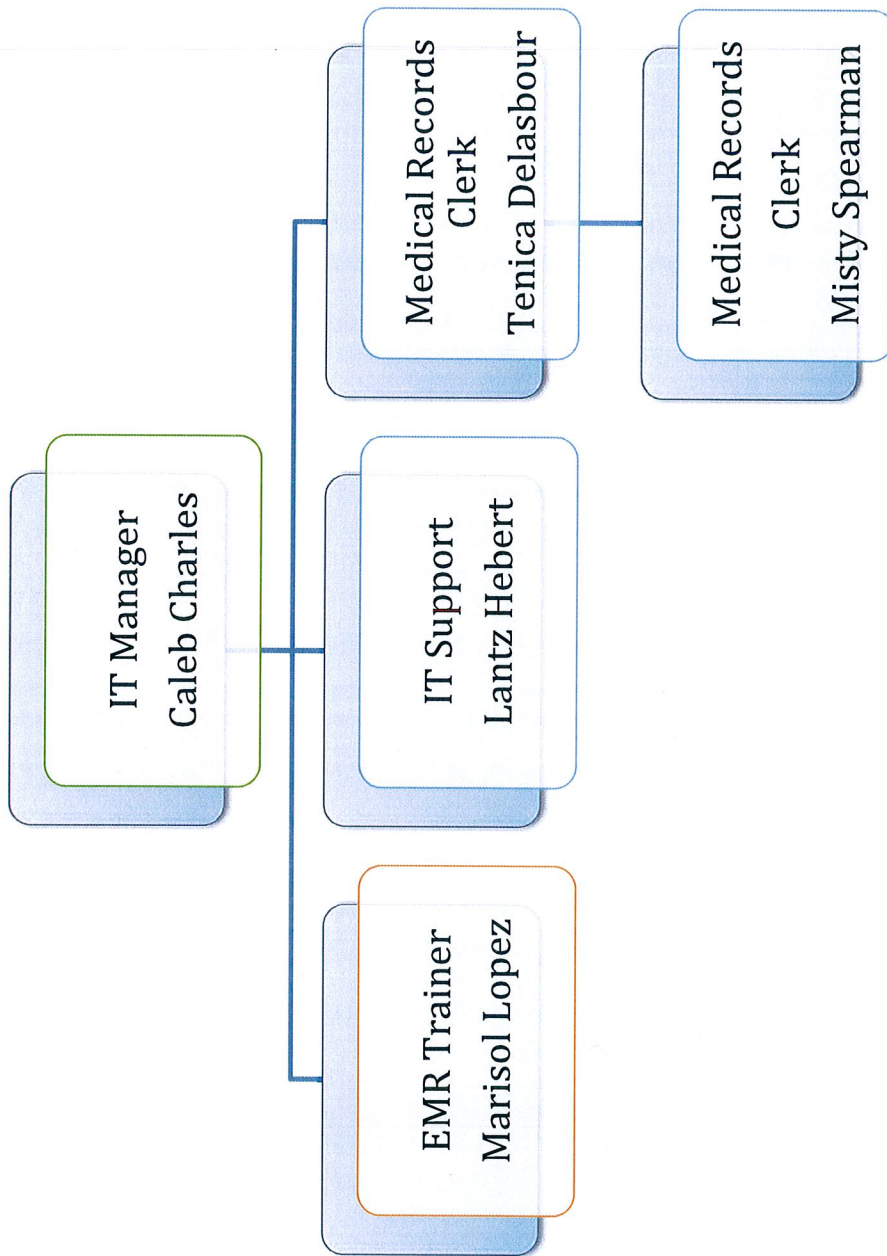 IT Manager
Caleb Charles
EMR Trainer
Marisol Lopez
IT Support
Lantz Hebert
Medical Records
Clerk
Tenica Delasbour
Medical Records
Clerk
Misty Spearman